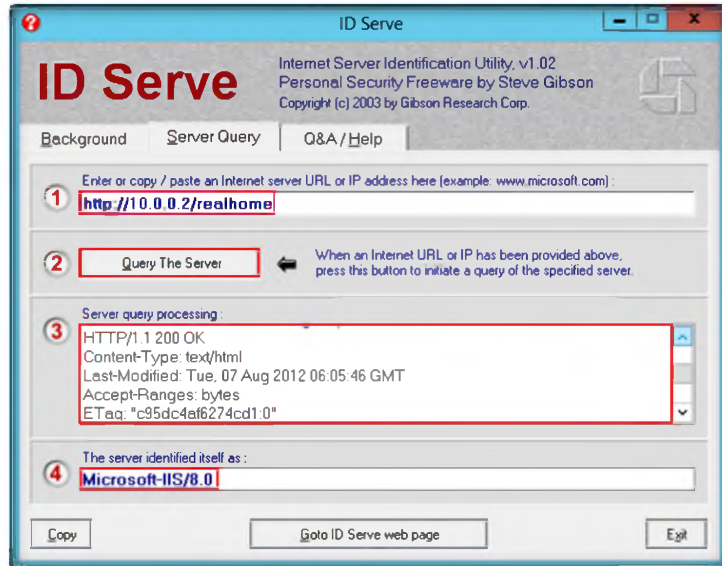 ID Serve
ID Serve
Internet Server Identification Utility, v1.02
Personal Security Freeware by Steve Gibson
Copyright (c) 2003 by Gibson Research Corp.
Background
Server Query
Q&A/Help
1
Enter or copy / paste an Internet server URL or IP address here (example: www.microsoft.com) :
http://10.0.0.2/realhome
2
Query The Server
When an Internet URL or IP has been provided above,
press this button to initiate a query of the specified server.
3
Server query processing :
HTTP/1.1 200 OK
Content-Type: text/html
Last-Modified: Tue, 07 Aug 2012 06:05:46 GMT
Accept-Ranges: bytes
ETag: "c95dc4af6274cd1:0"
4
The server identified itself as :
Microsoft-IIS/8.0
Copy
Goto ID Serve web page
Exit